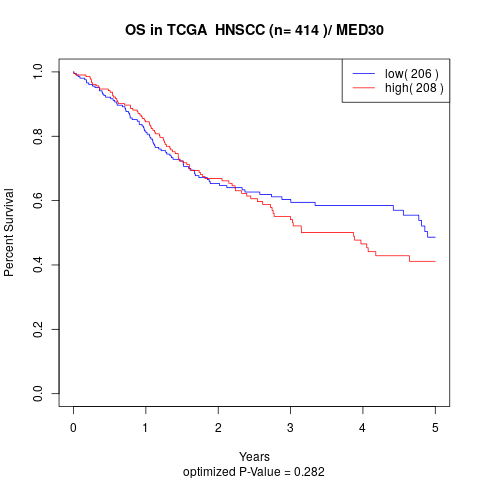 OS in TCGA  HNSCC (n= 414 )/ MED30
low( 206 )
high( 208 )
Percent Survival
1.0
0.8
0.6
0.4
0.2
0.0
0 1 2 3 4 5
Years
optimized P-Value = 0.282